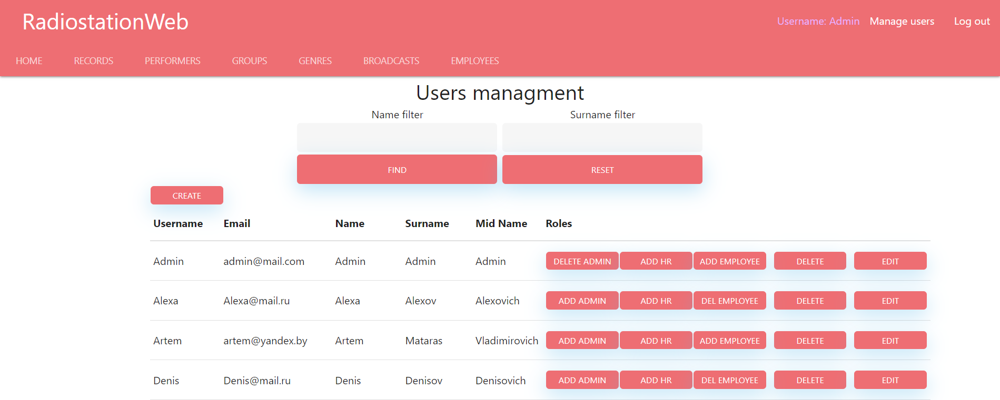 RadiostationWeb
Username: Admin Manage users Log out
HOME RECORDS PERFORMERS GROUPS GENRES BROADCASTS EMPLOYEES
Users managment
Name filter Surname filter
FIND RESET
CREATE
Username Email Name Surname Mid Name Roles
Admin admin@mail.com Admin Admin Admin DELETE ADMIN ADD HR ADD EMPLOYEE DELETE EDIT
Alexa Alexa@mail.ru Alexa Alexov Alexovich ADD ADMIN ADD HR DEL EMPLOYEE DELETE EDIT
Artem artem@yandex.by Artem Mataras Vladimirovich ADD ADMIN ADD HR ADD EMPLOYEE DELETE EDIT
Denis Denis@mail.ru Denis Denisov Denisovich ADD ADMIN ADD HR DEL EMPLOYEE DELETE EDIT